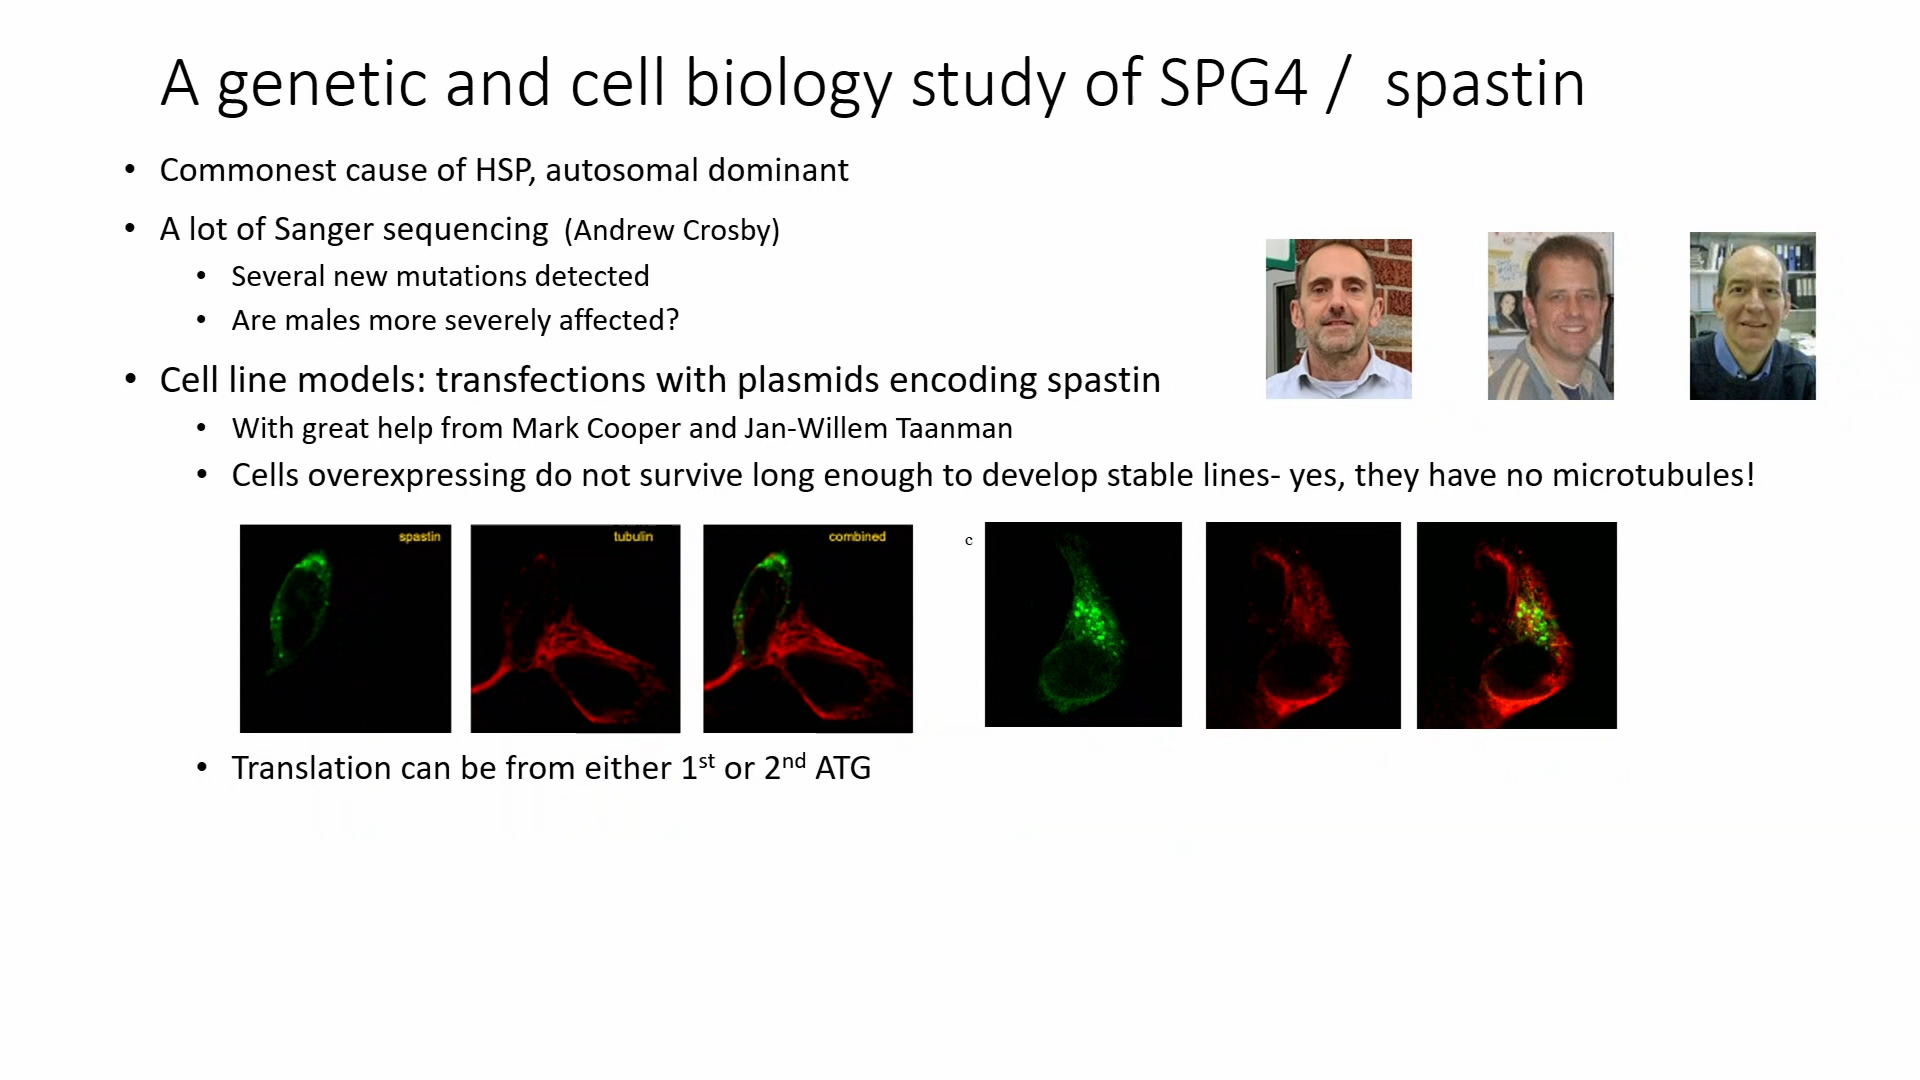 A genetic and cell biology study of SPG4 /  spastin
• Commonest cause of HSP, autosomal dominant
• A lot of Sanger sequencing (Andrew Crosby)
• Several new mutations detected
• Are males more severely affected?
• Cell line models: transfections with plasmids encoding spastin
• With great help from Mark Cooper and Jan-Willem Taanman
• Cells overexpressing do not survive long enough to develop stable lines- yes, they have no microtubules!
spastin
tubulin
combined
c
• Translation can be from either 1st or 2nd ATG